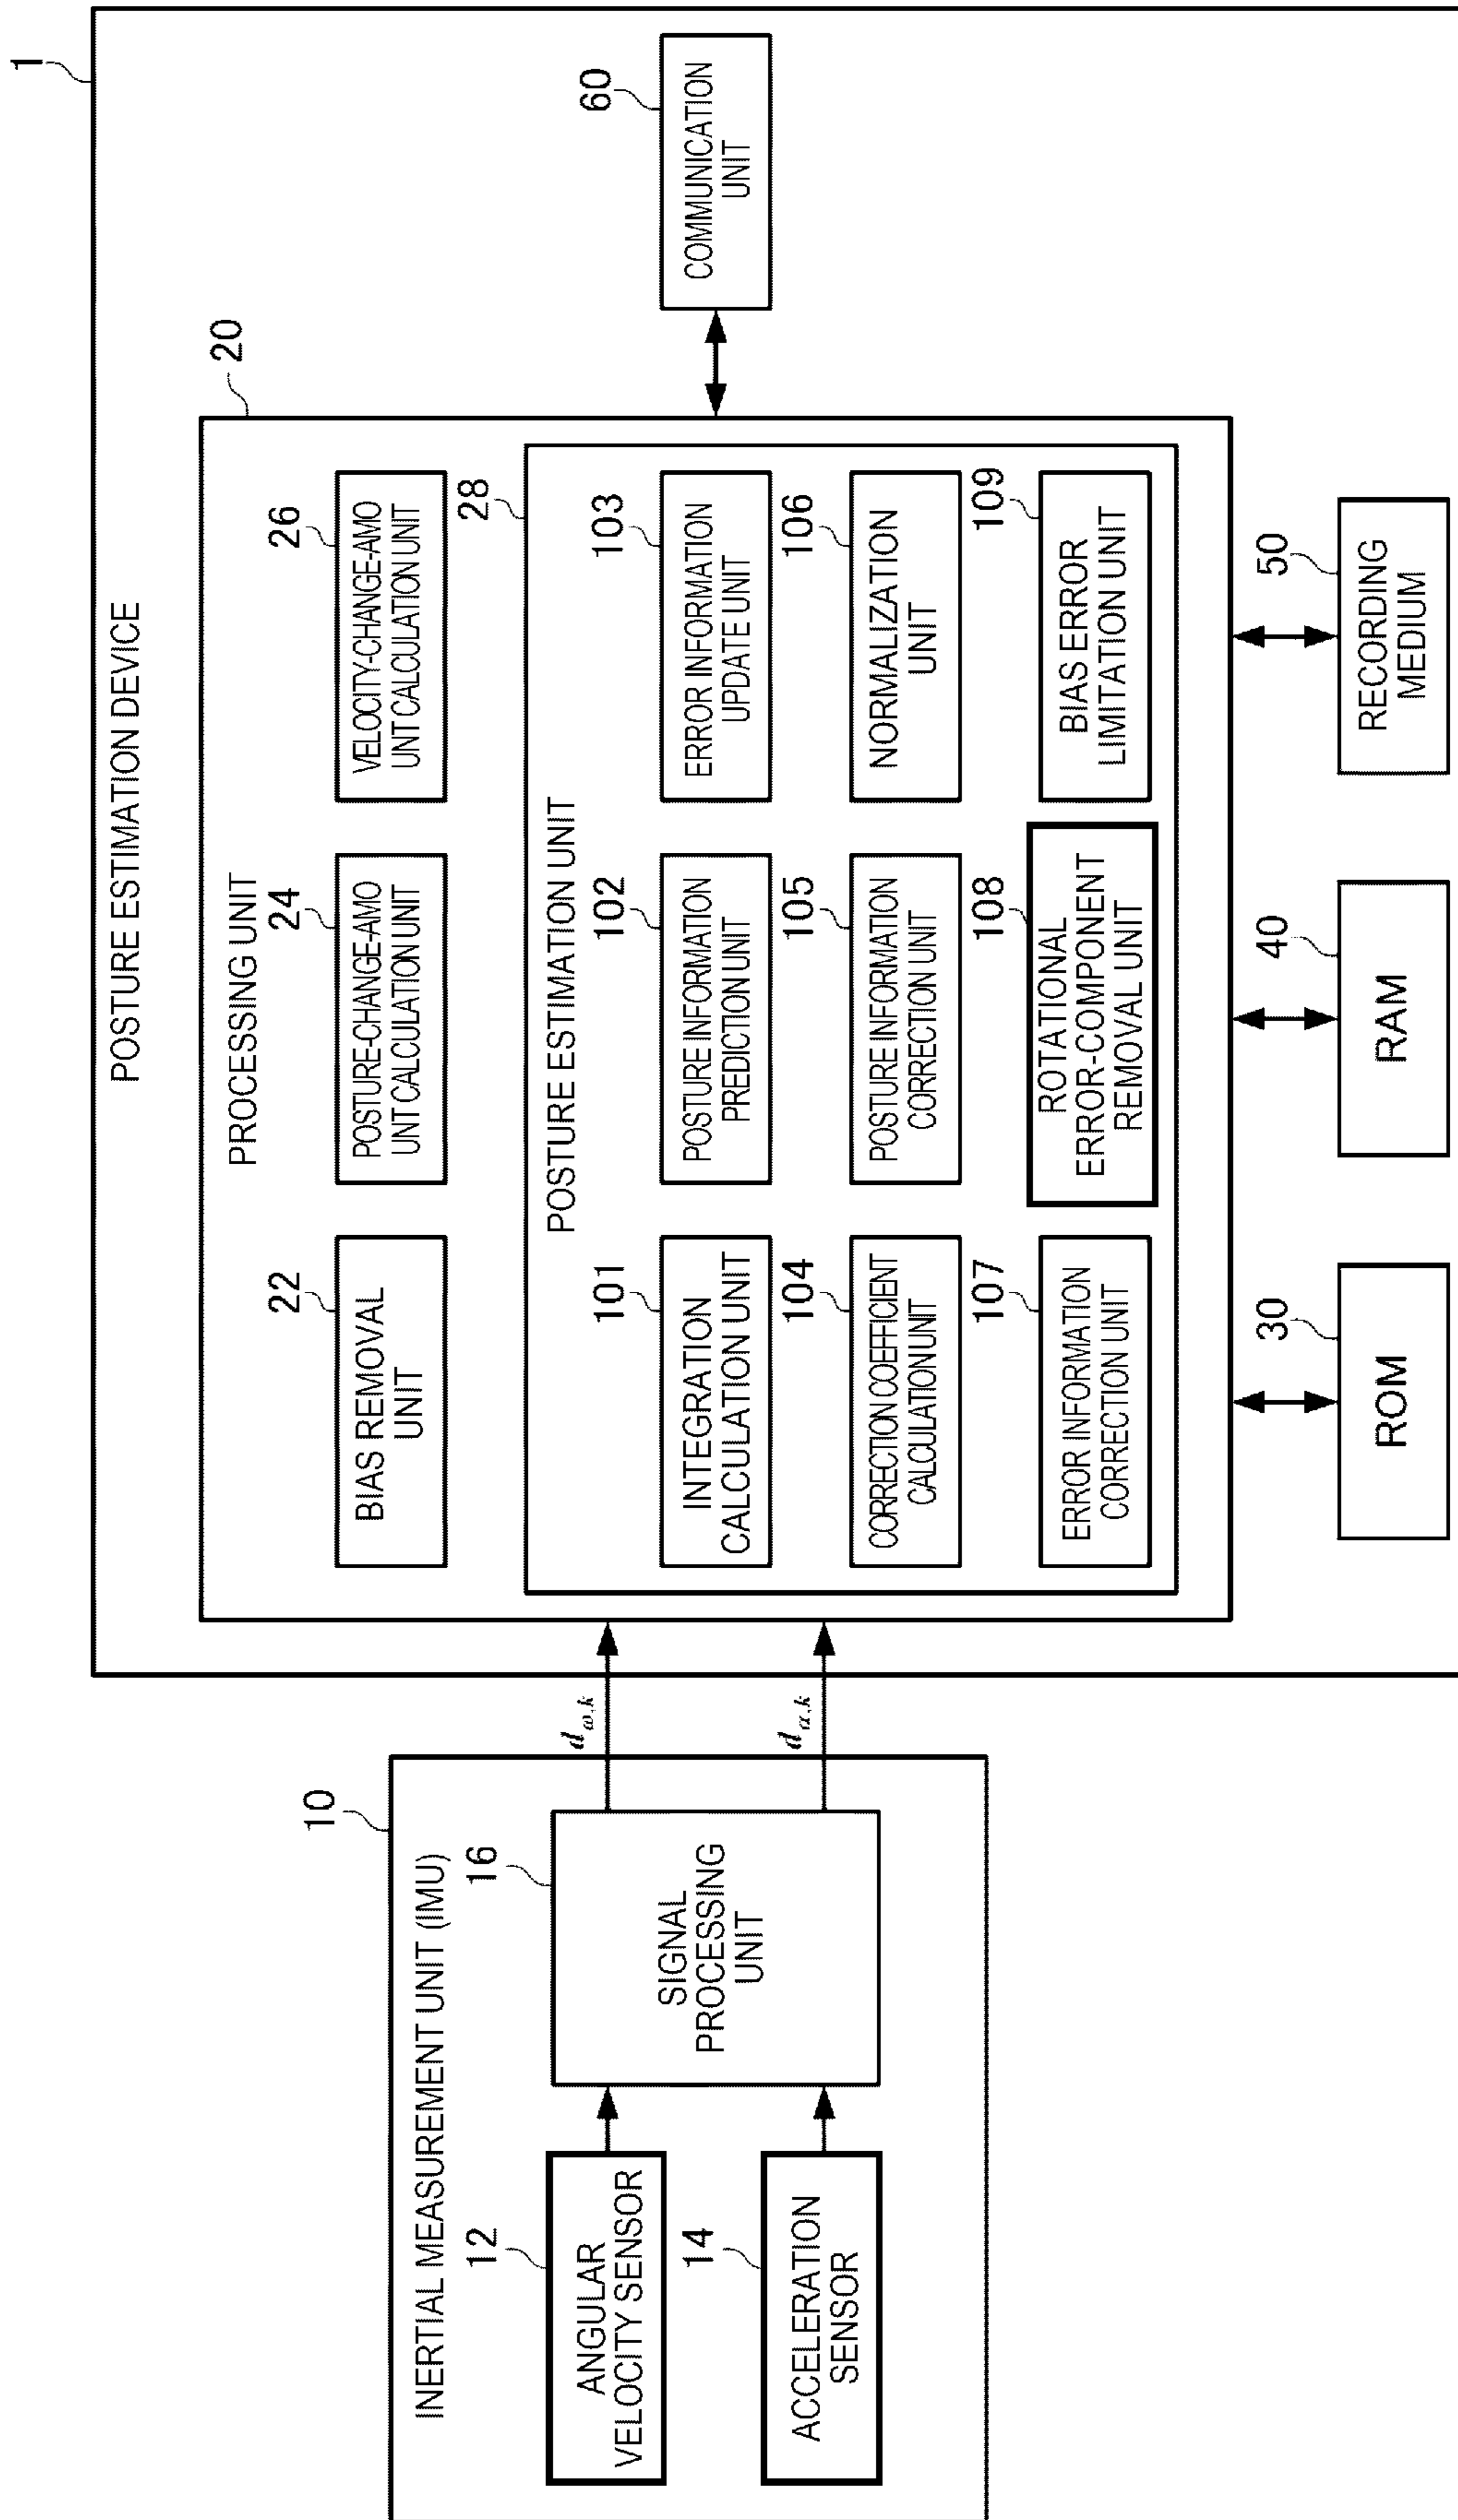 POSTURE ESTIMATION DEVICE
1
INERTIAL MEASUREMENT UNIT (IMU)
10
12
ANGULAR
VELOCITY SENSOR
14
ACCELERATION
SENSOR
16
SIGNAL
PROCESSING
UNIT
dω,k
dα,k
PROCESSING UNIT
20
22
BIAS REMOVAL
UNIT
24
POSTURE-CHANGE-AMO
UNT CALCULATION UNIT
26
VELOCITY-CHANGE-AMO
UNT CALCULATION UNIT
POSTURE ESTIMATION UNIT
28
101
INTEGRATION
CALCULATION UNIT
102
POSTURE INFORMATION
PREDICTION UNIT
103
ERROR INFORMATION
UPDATE UNIT
104
CORRECTION COEFFICIENT
CALCULATION UNIT
105
POSTURE INFORMATION
CORRECTION UNIT
106
NORMALIZATION
UNIT
107
ERROR INFORMATION
CORRECTION UNIT
108
ROTATIONAL
ERROR-COMPONENT
REMOVAL UNIT
109
BIAS ERROR
LIMITATION UNIT
30
ROM
40
RAM
50
RECORDING
MEDIUM
60
COMMUNICATION
UNIT